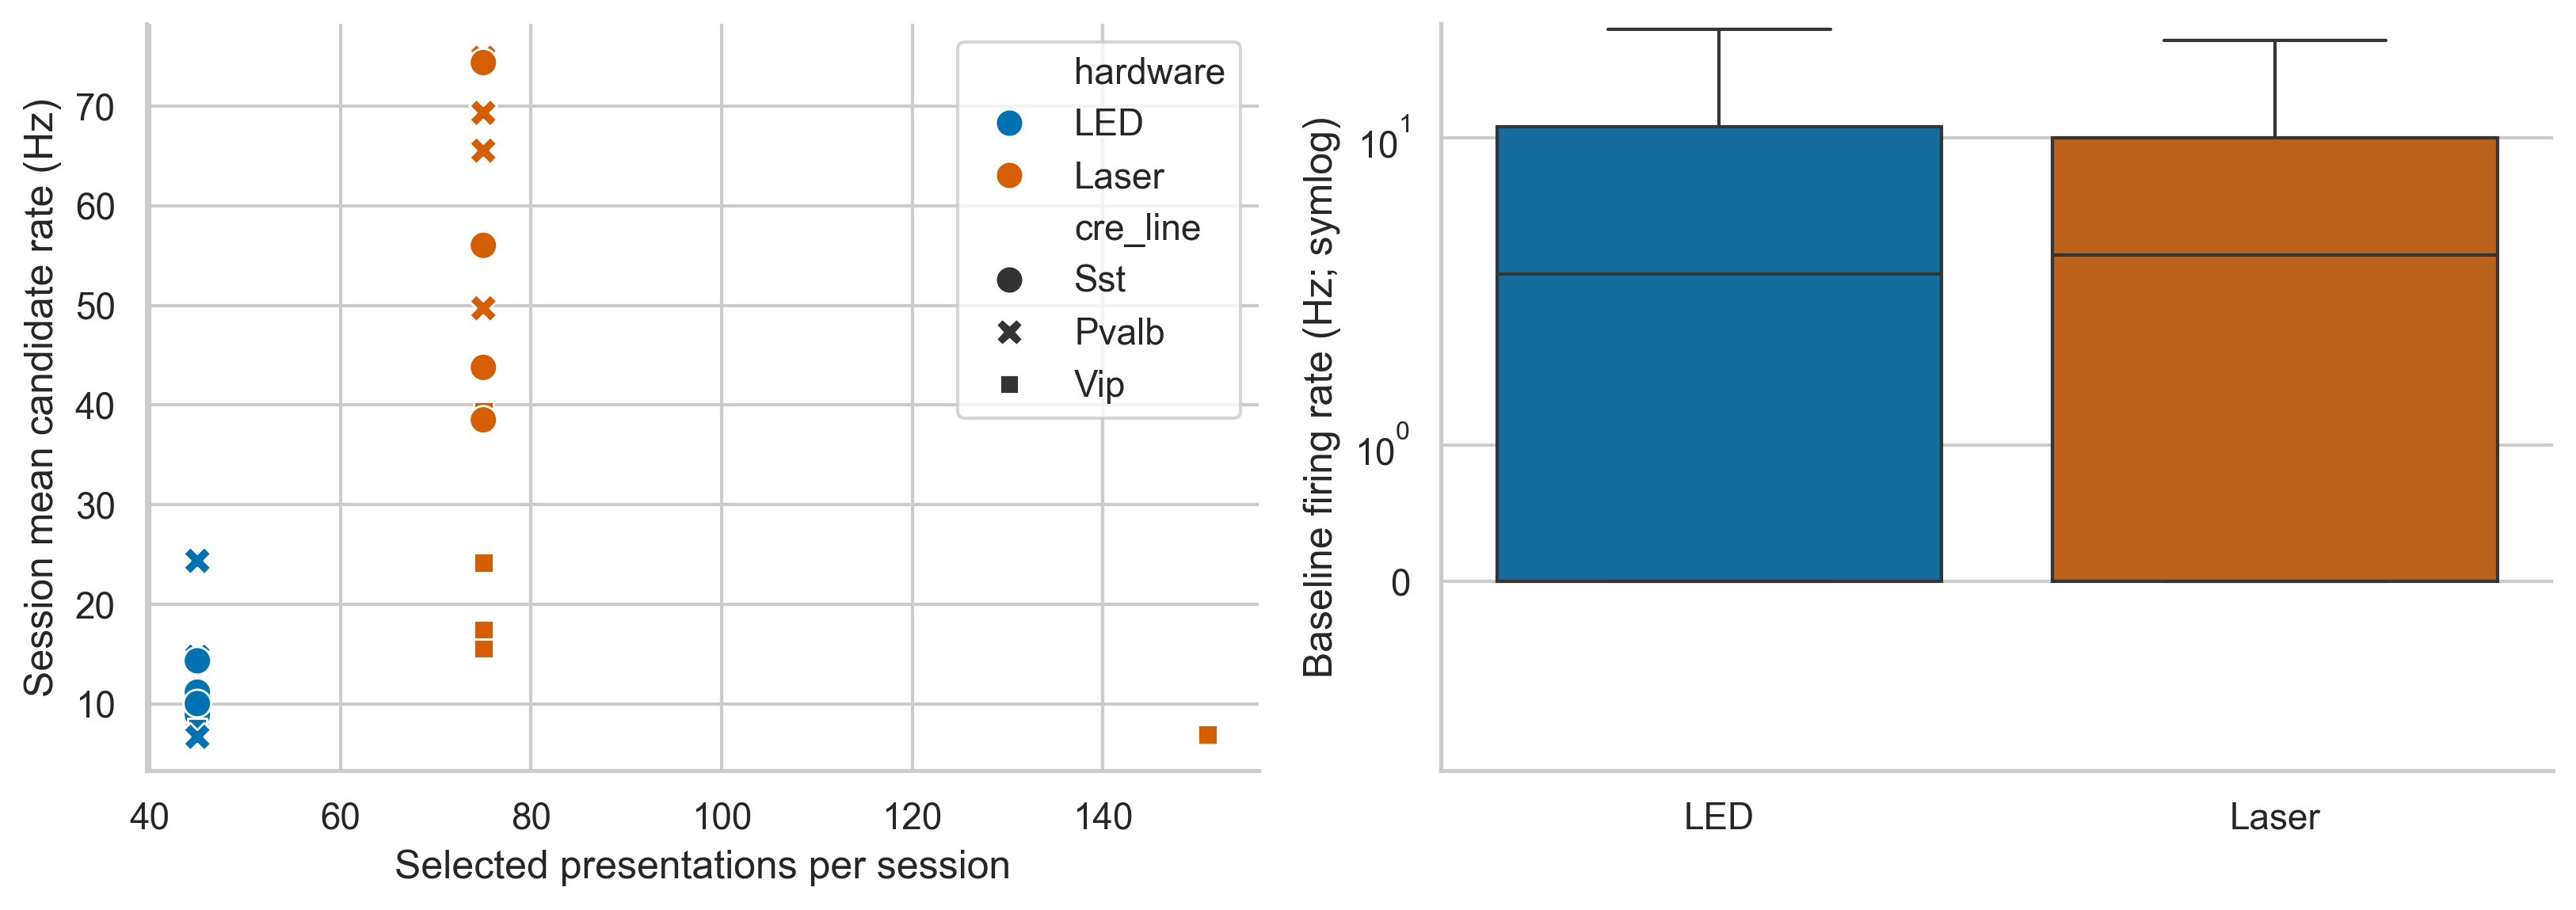 Session mean candidate rate (Hz)
70
60
50
40
30
20
10
40
60
80
100
120
140
Selected presentations per session
hardware
LED
Laser
cre_line
Sst
Pvalb
Vip
Baseline firing rate (Hz; symlog)
10^1
10^0
0
LED
Laser